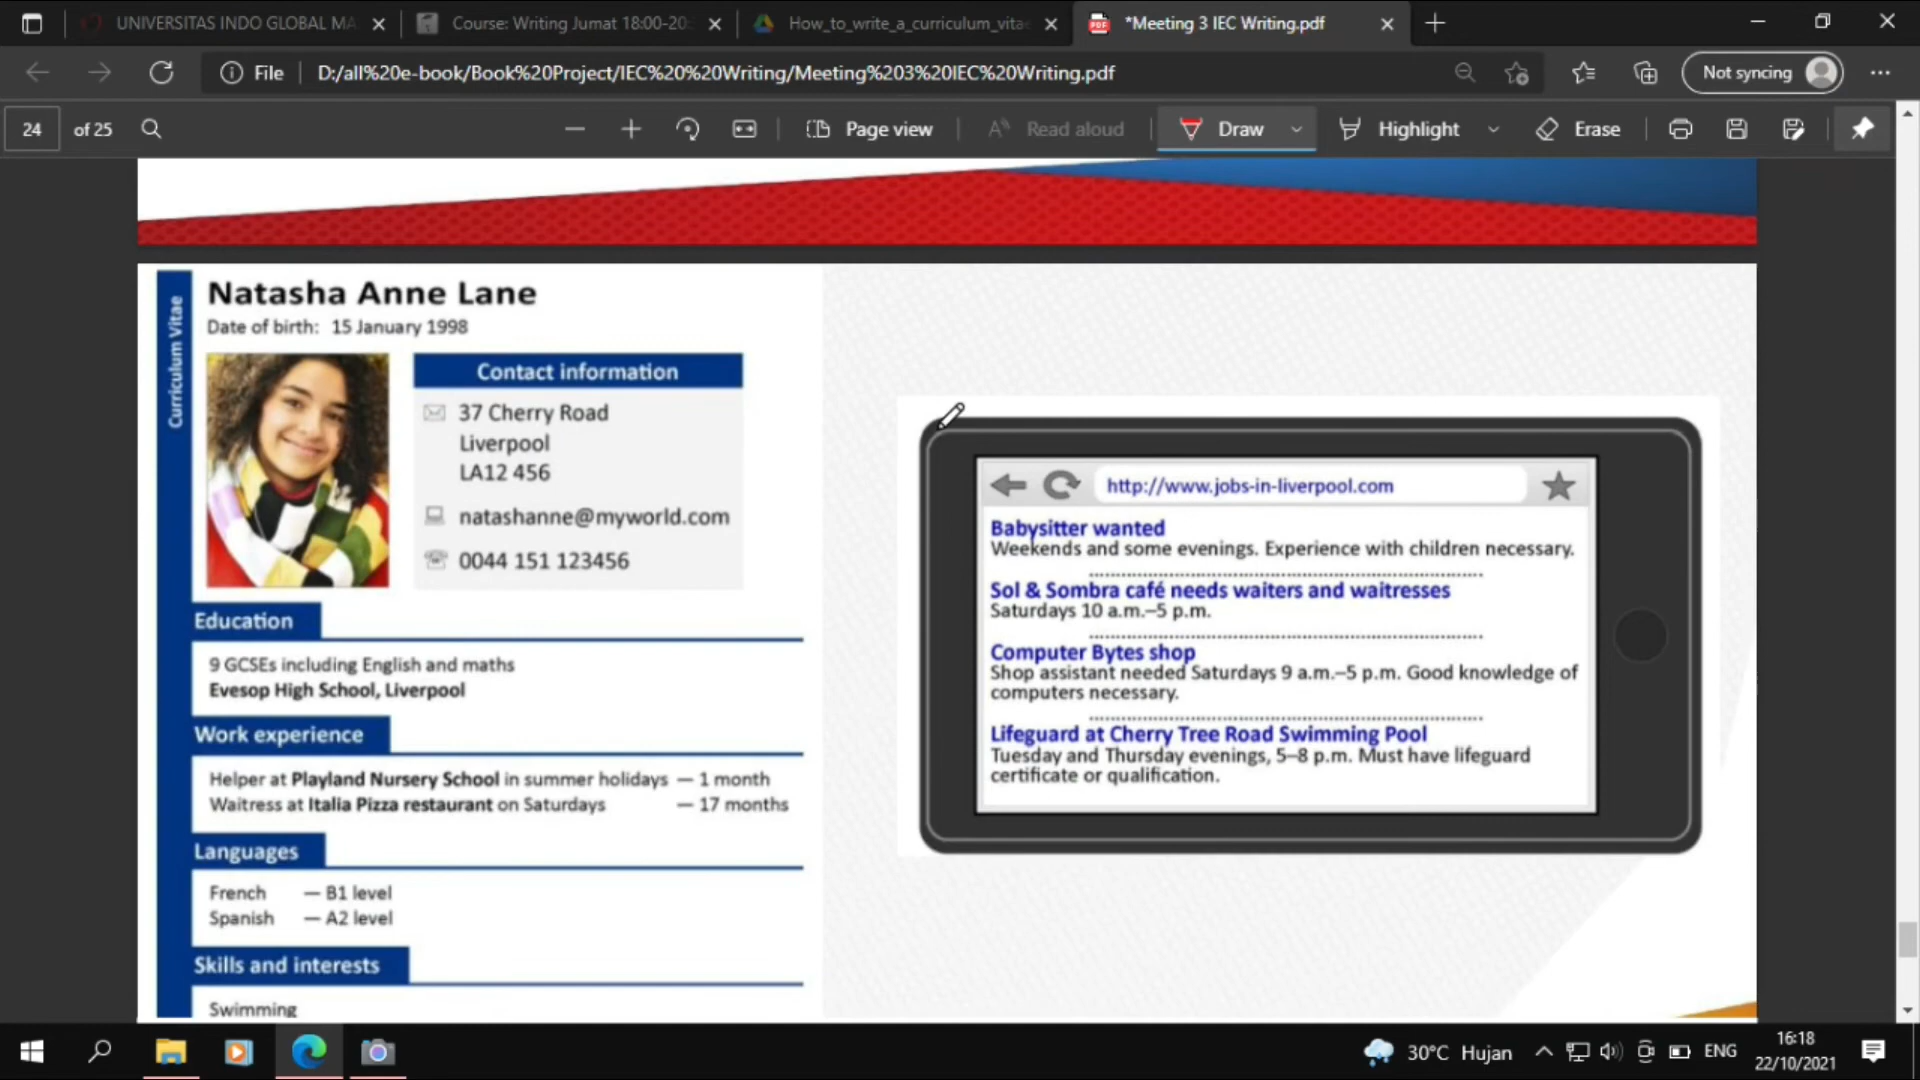 UNIVERSITAS INDO GLOBAL MA
Course: Writing Jumat 18:00-20:
How_to_write_a_curriculum_vitae
*Meeting 3 IEC Writing.pdf
File
D:/all%20e-book/Book%20Project/IEC%20%20Writing/Meeting%203%20IEC%20Writing.pdf
Not syncing
24 of 25
Page view
Read aloud
Draw
Highlight
Erase
Curriculum Vitae
Natasha Anne Lane
Date of birth: 15 January 1998
Contact information
37 Cherry Road
Liverpool
LA12 456
natashanne@myworld.com
0044 151 123456
Education
9 GCSEs including English and maths
Evesop High School, Liverpool
Work experience
Helper at Playland Nursery School in summer holidays — 1 month
Waitress at Italia Pizza restaurant on Saturdays — 17 months
Languages
French — B1 level
Spanish — A2 level
Skills and interests
Swimming
http://www.jobs-in-liverpool.com
Babysitter wanted
Weekends and some evenings. Experience with children necessary.
Sol & Sombra café needs waiters and waitresses
Saturdays 10 a.m.–5 p.m.
Computer Bytes shop
Shop assistant needed Saturdays 9 a.m.–5 p.m. Good knowledge of
computers necessary.
Lifeguard at Cherry Tree Road Swimming Pool
Tuesday and Thursday evenings, 5–8 p.m. Must have lifeguard
certificate or qualification.
30°C Hujan
ENG
16:18
22/10/2021